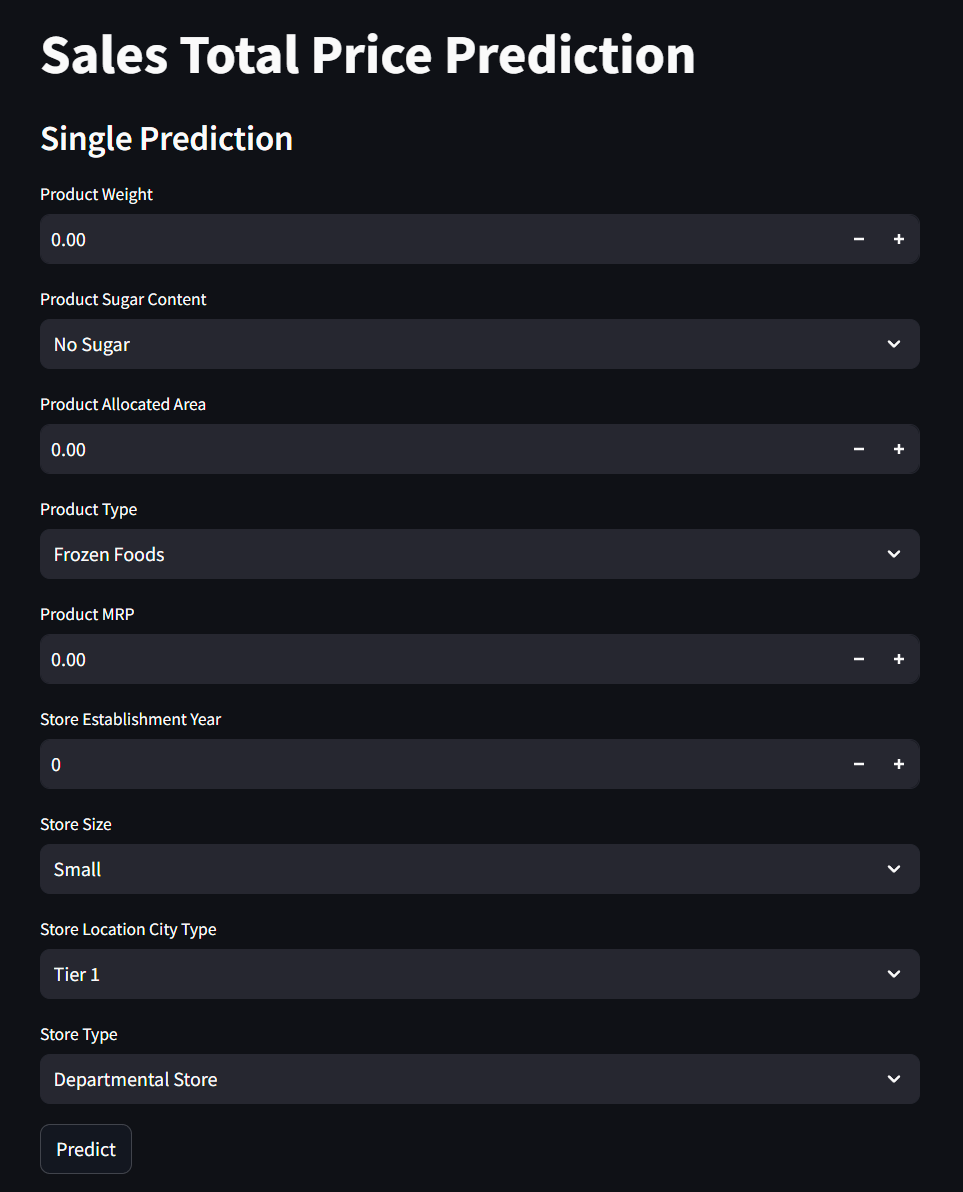 Sales Total Price Prediction
Single Prediction
Product Weight
0.00
Product Sugar Content
No Sugar
Product Allocated Area
0.00
Product Type
Frozen Foods
Product MRP
0.00
Store Establishment Year
0
Store Size
Small
Store Location City Type
Tier 1
Store Type
Departmental Store
Predict